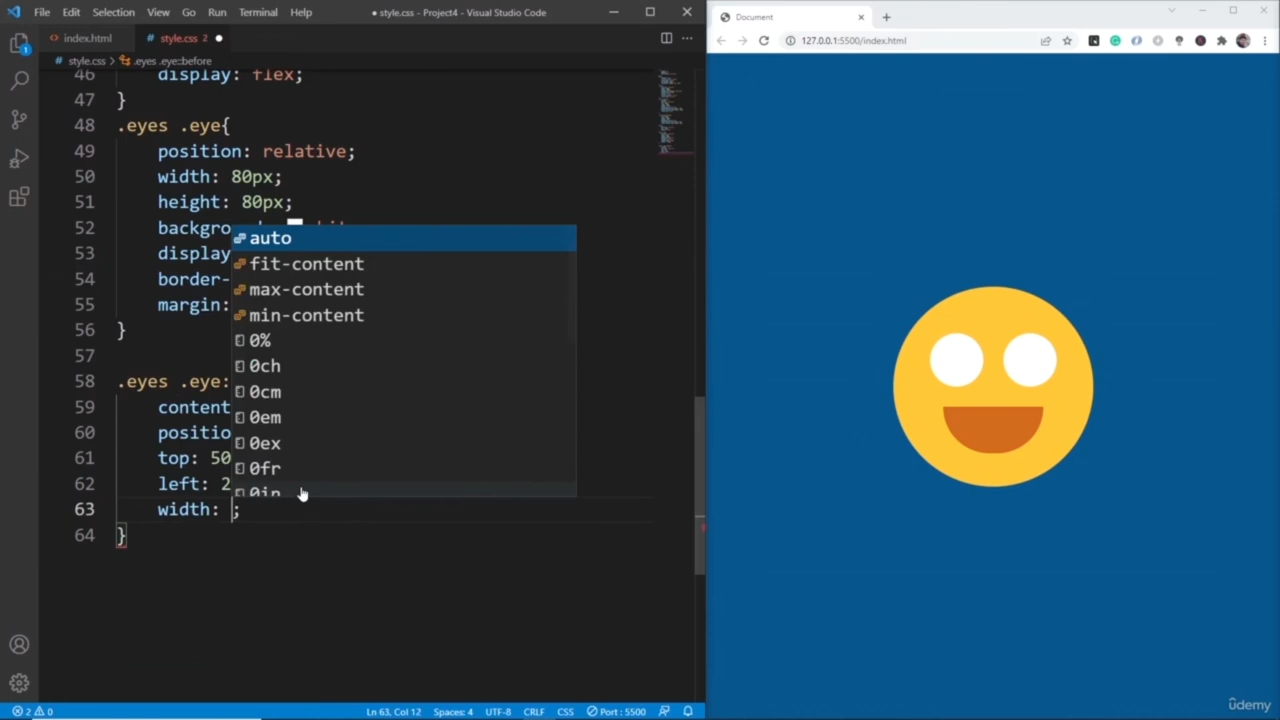 File Edit Selection View Go Run Terminal Help ● style.css - Project4 - Visual Studio Code
index.html # style.css 2 ●
# style.css > .eyes .eye::before
46 display: flex;
47 }
48 .eyes .eye{
49 position: relative;
50 width: 80px;
51 height: 80px;
52 backgro
53 display
54 border-
55 margin:
56 }
57
58 .eyes .eye:
59 content
60 positio
61 top: 50
62 left: 2
63 width: ;
64 }
auto
fit-content
max-content
min-content
0%
0ch
0cm
0em
0ex
0fr
0in
1
2 0 Ln 63, Col 12 Spaces: 4 UTF-8 CRLF CSS Port : 5500
Document
127.0.0.1:5500/index.html
ûdemy